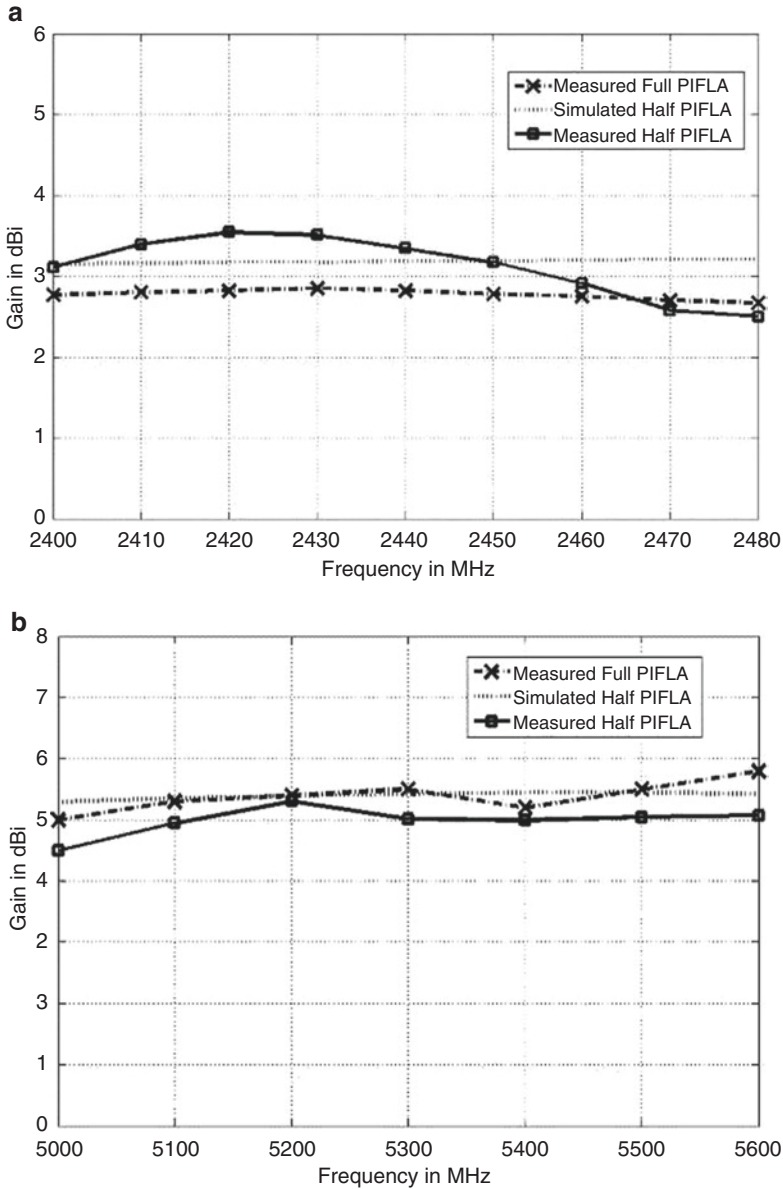 a
6
5
4
3
2
1
0
Gain in dBi
Measured Full PIFLA
Simulated Half PIFLA
Measured Half PIFLA
2400 2410 2420 2430 2440 2450 2460 2470 2480
Frequency in MHz
b
8
7
6
5
4
2
3
1
0
Gain in dBi
Measured Full PIFLA
Simulated Half PIFLA
Measured Half PIFLA
5000 5100 5200 5300 5400 5500 5600
Frequency in MHz